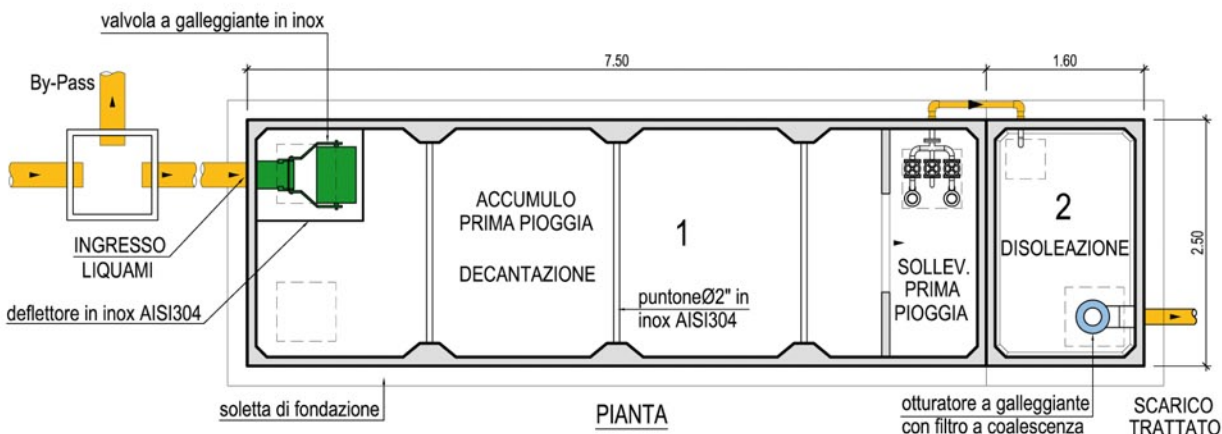 valvola a galleggiante in inox
7.50
1.60
By-Pass
ACCUMULO
PRIMA PIOGGIA
DECANTAZIONE
1
2
DISOLEAZIONE
2.50
INGRESSO
LIQUAMI
SOLLEV.
PRIMA
PIOGGIA
puntoneØ2" in
inox AISI304
deflettore in inox AISI304
soletta di fondazione
PIANTA
otturatore a galleggiante
con filtro a coalescenza
SCARICO
TRATTATO